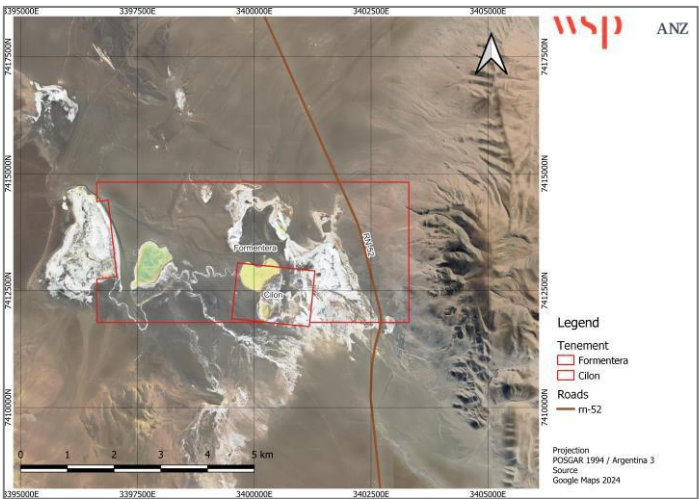 3395000E 3397500E 3400000E 3402500E 3405000E
wsp ANZ
7417500N 7417500N
7415000N 7415000N
RN-52
Formentera
Cilon
7412500N 7412500N
7410000N 7410000N
0 1 2 3 4 5 km
3395000E 3397500E 3400000E 3402500E 3405000E
Legend
Tenement
Formentera
Cilon
Roads
rn-52
Projection
POSGAR 1994 / Argentina 3
Source
Google Maps 2024